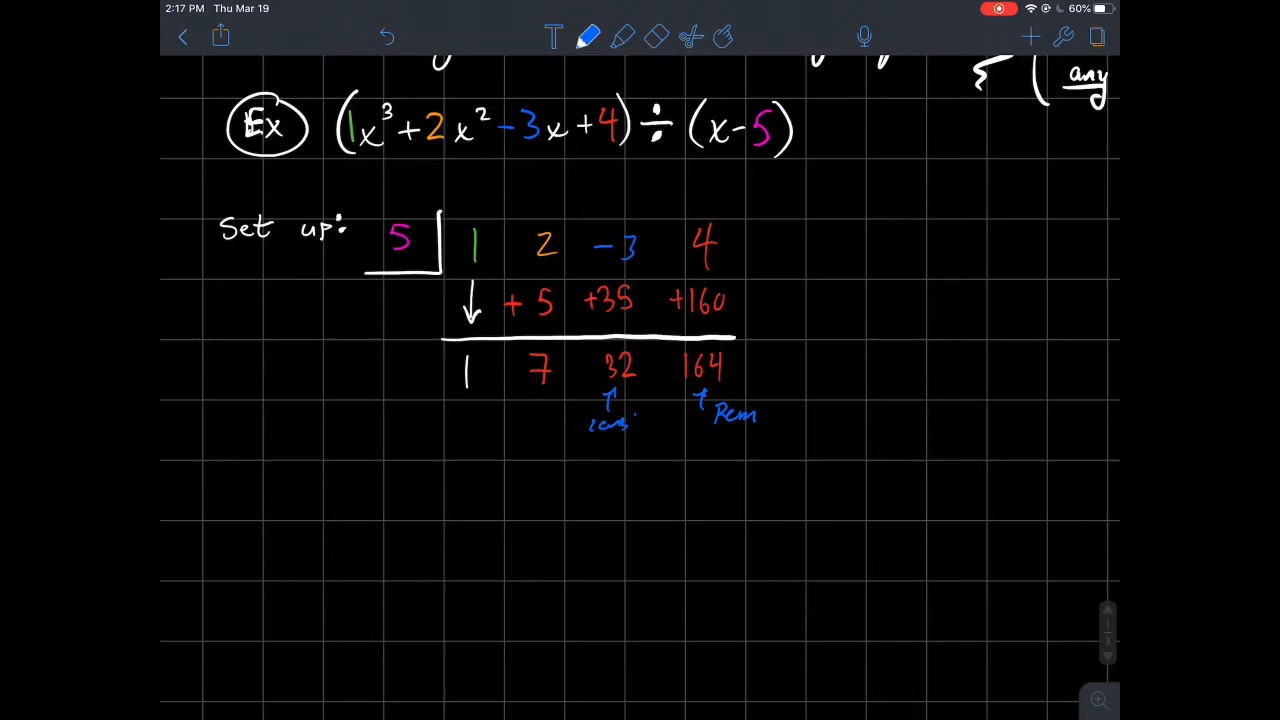 2:17 PM Thu Mar 19 60%
any
Ex (1x³ + 2x² - 3x + 4) ÷ (x - 5)
Set up: 5 1 2 -3 4
+5 +35 +160
1 7 32 164
Rem